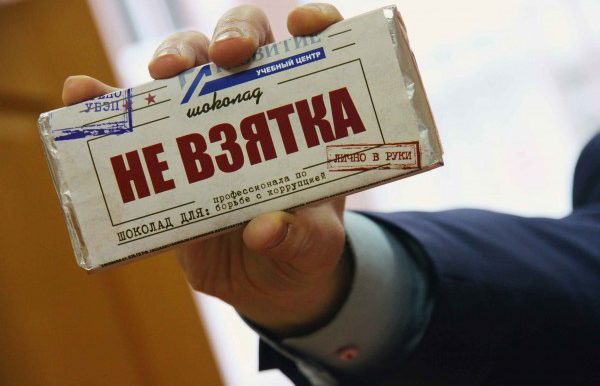 РАЗВИТИЕ
УЧЕБНЫЙ ЦЕНТР
УБЭП
шоколад
НЕ ВЗЯТКА
ЛИЧНО В РУКИ
ШОКОЛАД ДЛЯ: профессионала по
борьбе с коррупцией